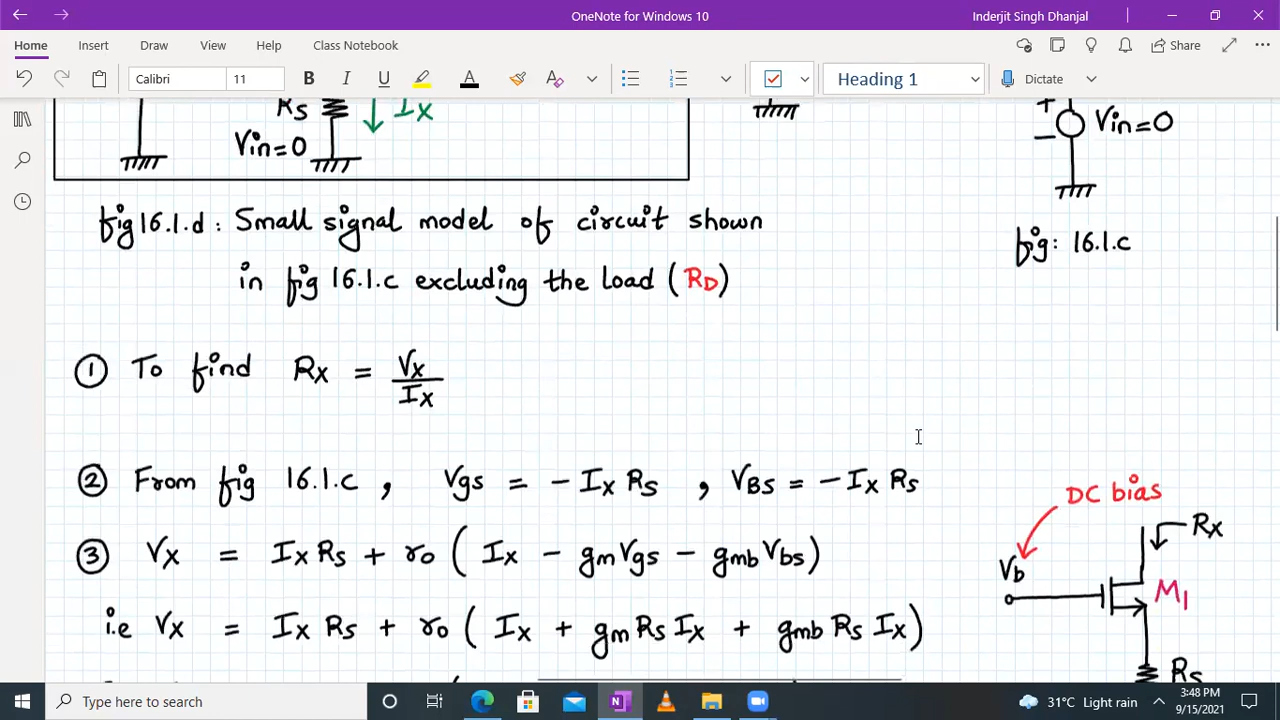 OneNote for Windows 10
Inderjit Singh Dhanjal
Home Insert Draw View Help Class Notebook
Share
Calibri 11 B I U A Heading 1 Dictate
Rs Ix
Vin=0
+
− Vin=0
fig 16.1.d : Small signal model of circuit shown
in fig 16.1.c excluding the load (RD)
fig: 16.1.c
① To find Rx = Vx
Ix
② From fig 16.1.c , Vgs = - Ix Rs , VBS = - Ix Rs
③ Vx = Ix Rs + ro ( Ix - gm Vgs - gmb Vbs )
i.e Vx = Ix Rs + ro ( Ix + gm Rs Ix + gmb Rs Ix )
DC bias
Rx
Vb
M1
Rs
Type here to search
31°C Light rain
3:48 PM
9/15/2021